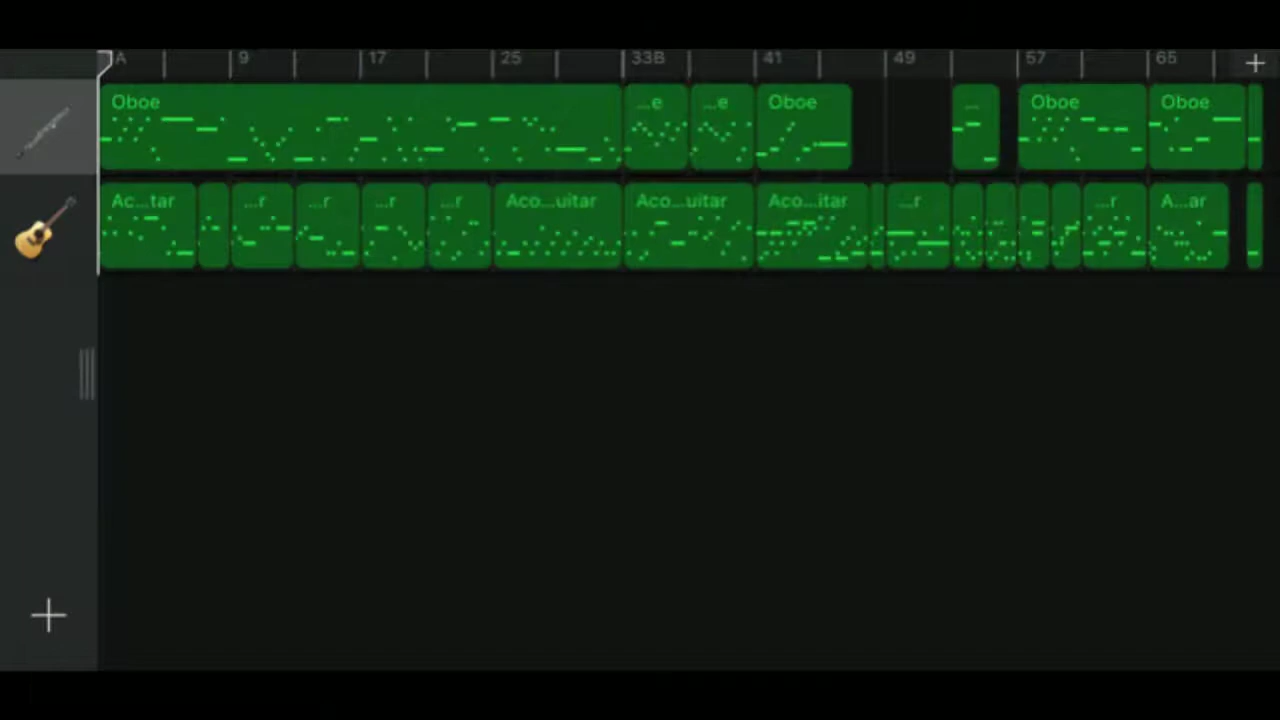 A 9 17 25 33B 41 49 57 65
Oboe ...e ...e Oboe ... Oboe Oboe
Ac...tar ...r ...r ...r ...r Aco...uitar Aco...uitar Aco...itar ...r ...r A...ar